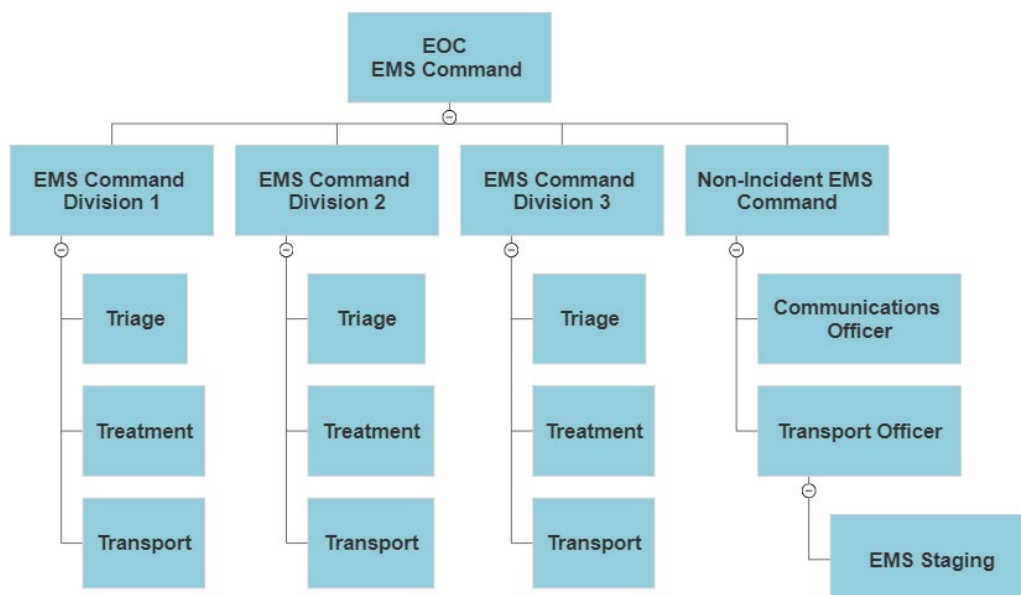 EOC
EMS Command
EMS Command
Division 1
EMS Command
Division 2
EMS Command
Division 3
Non-Incident EMS
Command
Triage
Treatment
Transport
Triage
Treatment
Transport
Triage
Treatment
Transport
Communications
Officer
Transport Officer
EMS Staging